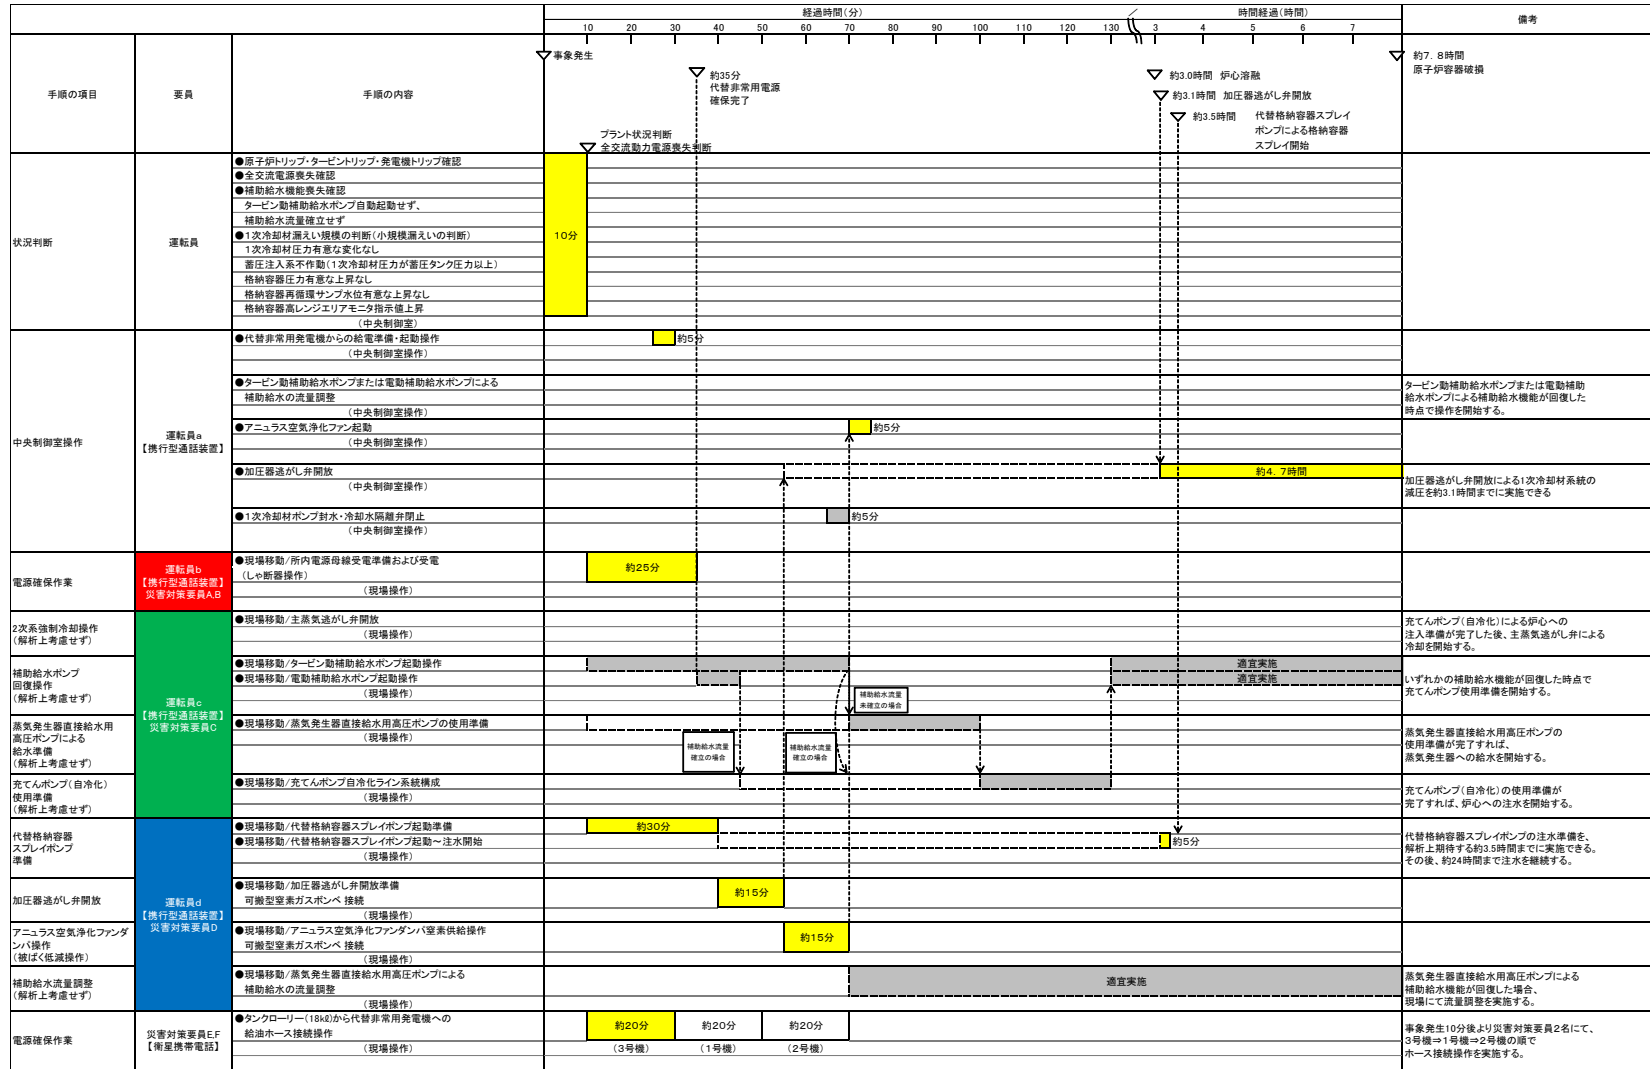 経過時間(分)
時間経過(時間)
備考
10 20 30 40 50 60 70 80 90 100 110 120 130 3 4 5 6 7
手順の項目
要員
手順の内容
事象発生
約35分
代替非常用電源
確保完了
プラント状況判断
全交流動力電源喪失判断
約3.0時間 炉心溶融
約3.1時間 加圧器逃がし弁開放
約3.5時間 代替格納容器スプレイ
ポンプによる格納容器
スプレイ開始
約7.8時間
原子炉容器破損
状況判断
運転員
●原子炉トリップ・タービントリップ・発電機トリップ確認
●全交流電源喪失確認
●補助給水機能喪失確認
タービン動補助給水ポンプ自動起動せず、
補助給水流量確立せず
●1次冷却材漏えい規模の判断(小規模漏えいの判断)
1次冷却材圧力有意な変化なし
蓄圧注入系不作動(1次冷却材圧力が蓄圧タンク圧力以上)
格納容器圧力有意な上昇なし
格納容器再循環サンプ水位有意な上昇なし
格納容器高レンジエリアモニタ指示値上昇
(中央制御室)
10分
中央制御室操作
運転員a
【携行型通話装置】
●代替非常用発電機からの給電準備・起動操作
(中央制御室操作)
約5分
●タービン動補助給水ポンプまたは電動補助給水ポンプによる
補助給水の流量調整
(中央制御室操作)
タービン動補助給水ポンプまたは電動補助
給水ポンプによる補助給水機能が回復した
時点で操作を開始する。
●アニュラス空気浄化ファン起動
(中央制御室操作)
約5分
●加圧器逃がし弁開放
(中央制御室操作)
約4.7時間
加圧器逃がし弁開放による1次冷却材系統の
減圧を約3.1時間までに実施できる
●1次冷却材ポンプ封水・冷却水隔離弁閉止
(中央制御室操作)
約5分
電源確保作業
運転員b
【携行型通話装置】
災害対策要員A,B
●現場移動/所内電源母線受電準備および受電
(しゃ断器操作)
(現場操作)
約25分
2次系強制冷却操作
(解析上考慮せず)
運転員c
【携行型通話装置】
災害対策要員C
●現場移動/主蒸気逃がし弁開放
(現場操作)
充てんポンプ(自冷化)による炉心への
注入準備が完了した後、主蒸気逃がし弁による
冷却を開始する。
補助給水ポンプ
回復操作
(解析上考慮せず)
●現場移動/タービン動補助給水ポンプ起動操作
●現場移動/電動補助給水ポンプ起動操作
(現場操作)
適宜実施
適宜実施
補助給水流量
未確立の場合
いずれかの補助給水機能が回復した時点で
充てんポンプ使用準備を開始する。
蒸気発生器直接給水用
高圧ポンプによる
給水準備
(解析上考慮せず)
●現場移動/蒸気発生器直接給水用高圧ポンプの使用準備
(現場操作)
補助給水流量
確立の場合
補助給水流量
確立の場合
蒸気発生器直接給水用高圧ポンプの
使用準備が完了すれば、
蒸気発生器への給水を開始する。
充てんポンプ(自冷化)
使用準備
(解析上考慮せず)
●現場移動/充てんポンプ自冷化ライン系統構成
(現場操作)
充てんポンプ(自冷化)の使用準備が
完了すれば、炉心への注水を開始する。
代替格納容器
スプレイポンプ
準備
運転員d
【携行型通話装置】
災害対策要員D
●現場移動/代替格納容器スプレイポンプ起動準備
●現場移動/代替格納容器スプレイポンプ起動~注水開始
(現場操作)
約30分
約5分
代替格納容器スプレイポンプの注水準備を、
解析上期待する約3.5時間までに実施できる。
その後、約24時間まで注水を継続する。
加圧器逃がし弁開放
●現場移動/加圧器逃がし弁開放準備
可搬型窒素ガスボンベ 接続
(現場操作)
約15分
アニュラス空気浄化ファンダ
ンパ操作
(被ばく低減操作)
●現場移動/アニュラス空気浄化ファンダンパ窒素供給操作
可搬型窒素ガスボンベ 接続
(現場操作)
約15分
補助給水流量調整
(解析上考慮せず)
●現場移動/蒸気発生器直接給水用高圧ポンプによる
補助給水の流量調整
(現場操作)
適宜実施
蒸気発生器直接給水用高圧ポンプによる
補助給水機能が回復した場合、
現場にて流量調整を実施する。
電源確保作業
災害対策要員E,F
【衛星携帯電話】
●タンクローリー(18kℓ)から代替非常用発電機への
給油ホース接続操作
(現場操作)
約20分 約20分 約20分
(3号機) (1号機) (2号機)
事象発生10分後より災害対策要員2名にて、
3号機⇒1号機⇒2号機の順で
ホース接続操作を実施する。